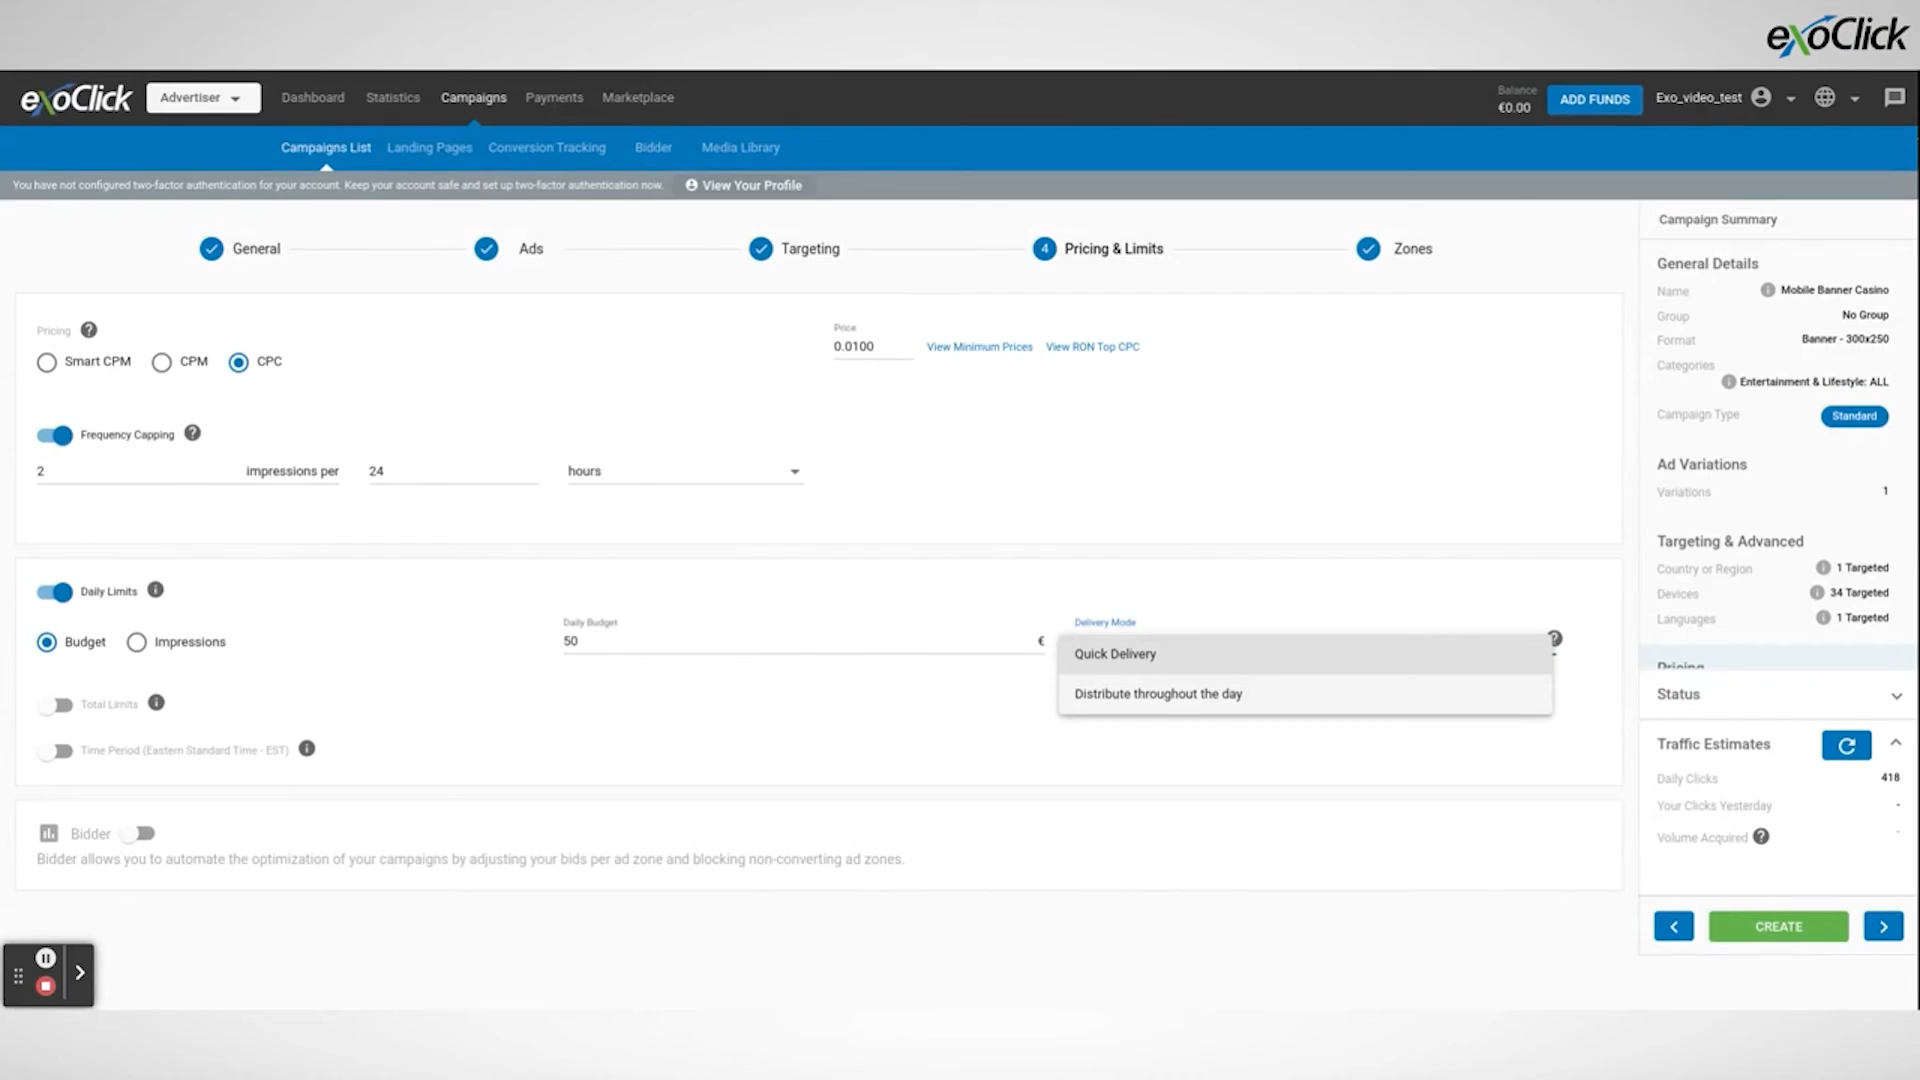 exoClick
exoClick
Advertiser
Dashboard
Statistics
Campaigns
Payments
Marketplace
Balance
€0.00
ADD FUNDS
Exo_video_test
Campaigns List
Landing Pages
Conversion Tracking
Bidder
Media Library
You have not configured two-factor authentication for your account. Keep your account safe and set up two-factor authentication now.
View Your Profile
General
Ads
Targeting
4 Pricing & Limits
Zones
Pricing ?
Smart CPM
CPM
CPC
Price
0.0100
View Minimum Prices
View RON Top CPC
Frequency Capping ?
2 impressions per
24
hours
Daily Limits i
Budget
Impressions
Daily Budget
50 €
Delivery Mode
?
Quick Delivery
Distribute throughout the day
Total Limits i
Time Period (Eastern Standard Time - EST) i
Bidder
Bidder allows you to automate the optimization of your campaigns by adjusting your bids per ad zone and blocking non-converting ad zones.
Campaign Summary
General Details
Name i Mobile Banner Casino
Group No Group
Format Banner - 300x250
Categories
i Entertainment & Lifestyle: ALL
Campaign Type Standard
Ad Variations
Variations 1
Targeting & Advanced
Country or Region i 1 Targeted
Devices i 34 Targeted
Languages i 1 Targeted
Pricing
Status
Traffic Estimates
Daily Clicks 418
Your Clicks Yesterday -
Volume Acquired ? -
CREATE